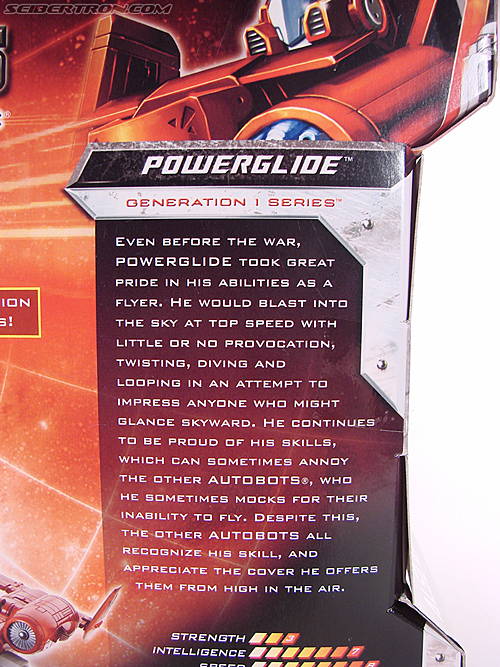 SEIBERTRON.COM
POWERGLIDE™
GENERATION 1 SERIES™
EVEN BEFORE THE WAR,
POWERGLIDE TOOK GREAT
PRIDE IN HIS ABILITIES AS A
FLYER. HE WOULD BLAST INTO
THE SKY AT TOP SPEED WITH
LITTLE OR NO PROVOCATION,
TWISTING, DIVING AND
LOOPING IN AN ATTEMPT TO
IMPRESS ANYONE WHO MIGHT
GLANCE SKYWARD. HE CONTINUES
TO BE PROUD OF HIS SKILLS,
WHICH CAN SOMETIMES ANNOY
THE OTHER AUTOBOTS®, WHO
HE SOMETIMES MOCKS FOR THEIR
INABILITY TO FLY. DESPITE THIS,
THE OTHER AUTOBOTS ALL
RECOGNIZE HIS SKILL, AND
APPRECIATE THE COVER HE OFFERS
THEM FROM HIGH IN THE AIR.
STRENGTH 3
INTELLIGENCE 7
SPEED